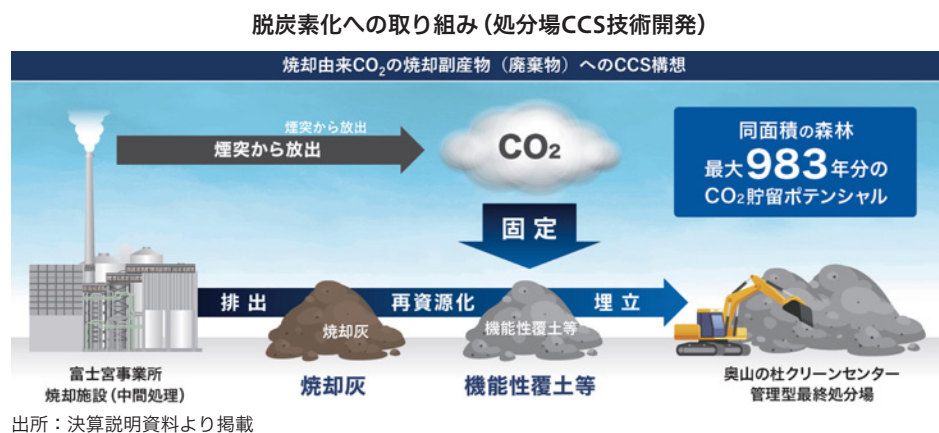 脱炭素化への取り組み（処分場CCS技術開発）
焼却由来CO₂の焼却副産物（廃棄物）へのCCS構想
煙突から放出
煙突から放出
CO₂
同面積の森林
最大983年分の
CO₂貯留ポテンシャル
固定
排出
焼却灰
再資源化
機能性覆土等
埋立
富士宮事業所
焼却施設（中間処理）
焼却灰
機能性覆土等
奥山の杜クリーンセンター
管理型最終処分場
出所：決算説明資料より掲載